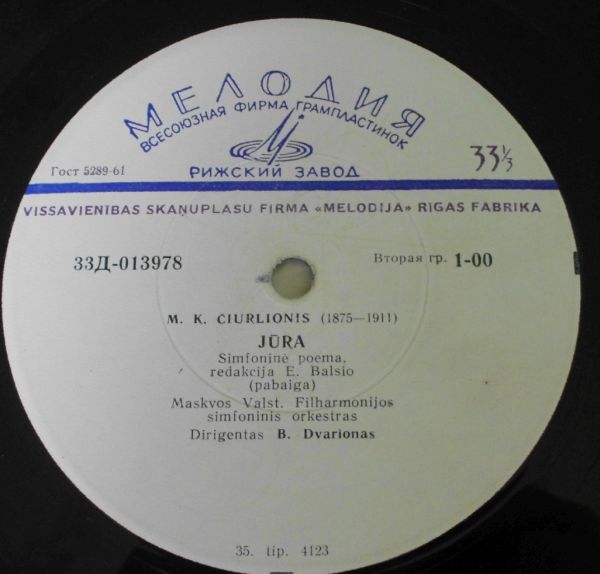 МЕЛОДИЯ
ВСЕСОЮЗНАЯ ФИРМА ГРАМПЛАСТИНОК
РИЖСКИЙ ЗАВОД
Гост 5289-61
33⅓
VISSAVIENĪBAS SKAŅUPLAŠU FIRMA «MELODIJA» RĪGAS FABRIKA
33Д-013978
Вторая гр. 1-00
M. K. CIURLIONIS (1875—1911)
JŪRA
Simfoninė poema,
redakcija E. Balsio
(pabaiga)
Maskvos Valst. Filharmonijos
simfoninis orkestras
Dirigentas B. Dvarionas
35. tip. 4123